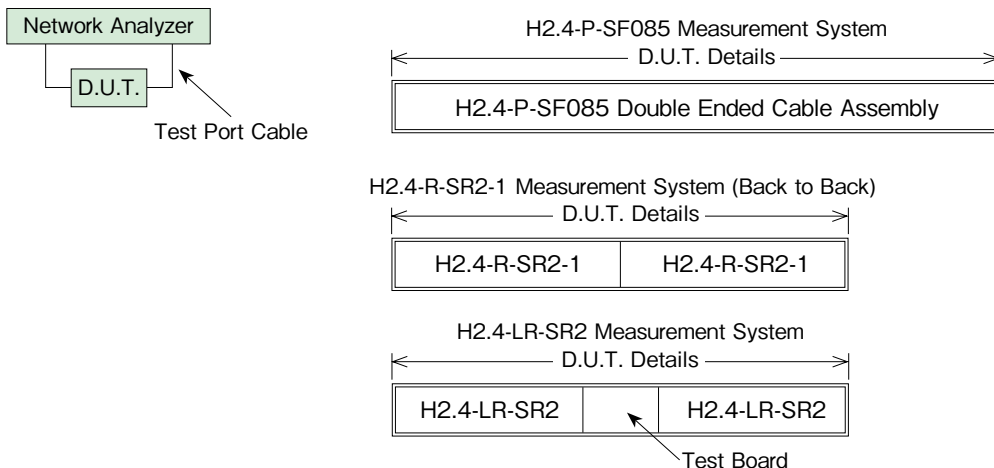 Network Analyzer
D.U.T.
Test Port Cable
H2.4-P-SF085 Measurement System
D.U.T. Details
H2.4-P-SF085 Double Ended Cable Assembly
H2.4-R-SR2-1 Measurement System (Back to Back)
D.U.T. Details
H2.4-R-SR2-1 H2.4-R-SR2-1
H2.4-LR-SR2 Measurement System
D.U.T. Details
H2.4-LR-SR2 H2.4-LR-SR2
Test Board